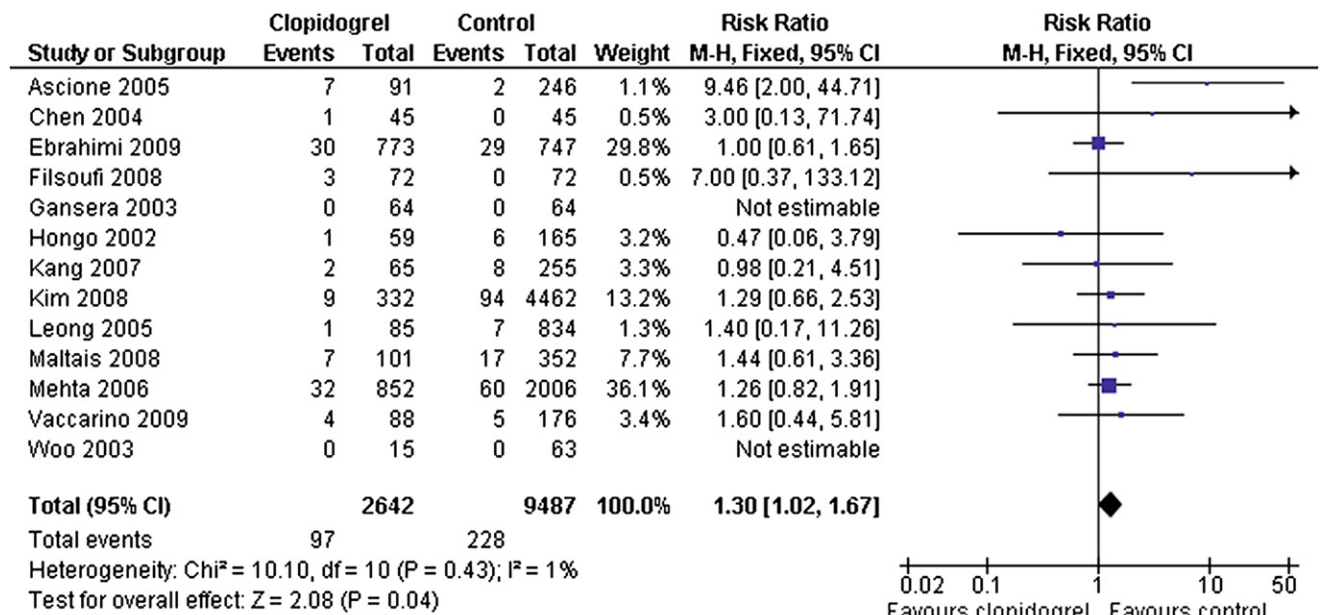 Clopidogrel Control Risk Ratio Risk Ratio
Study or Subgroup Events Total Events Total Weight M-H, Fixed, 95% CI M-H, Fixed, 95% CI
Ascione 2005 7 91 2 246 1.1% 9.46 [2.00, 44.71]
Chen 2004 1 45 0 45 0.5% 3.00 [0.13, 71.74]
Ebrahimi 2009 30 773 29 747 29.8% 1.00 [0.61, 1.65]
Filsoufi 2008 3 72 0 72 0.5% 7.00 [0.37, 133.12]
Gansera 2003 0 64 0 64 Not estimable
Hongo 2002 1 59 6 165 3.2% 0.47 [0.06, 3.79]
Kang 2007 2 65 8 255 3.3% 0.98 [0.21, 4.51]
Kim 2008 9 332 94 4462 13.2% 1.29 [0.66, 2.53]
Leong 2005 1 85 7 834 1.3% 1.40 [0.17, 11.26]
Maltais 2008 7 101 17 352 7.7% 1.44 [0.61, 3.36]
Mehta 2006 32 852 60 2006 36.1% 1.26 [0.82, 1.91]
Vaccarino 2009 4 88 5 176 3.4% 1.60 [0.44, 5.81]
Woo 2003 0 15 0 63 Not estimable
Total (95% CI) 2642 9487 100.0% 1.30 [1.02, 1.67]
Total events 97 228
Heterogeneity: Chi² = 10.10, df = 10 (P = 0.43); I² = 1%
Test for overall effect: Z = 2.08 (P = 0.04)
0.02 0.1 1 10 50
Favours clopidogrel Favours control